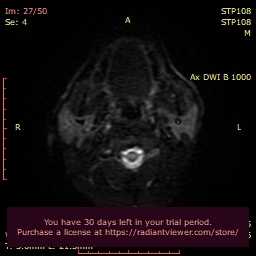 Im: 27/50
Se: 4
STP108
STP108
M
A
Ax DWI B 1000
R
L
You have 30 days left in your trial period.
Purchase a license at https://radiantviewer.com/store/